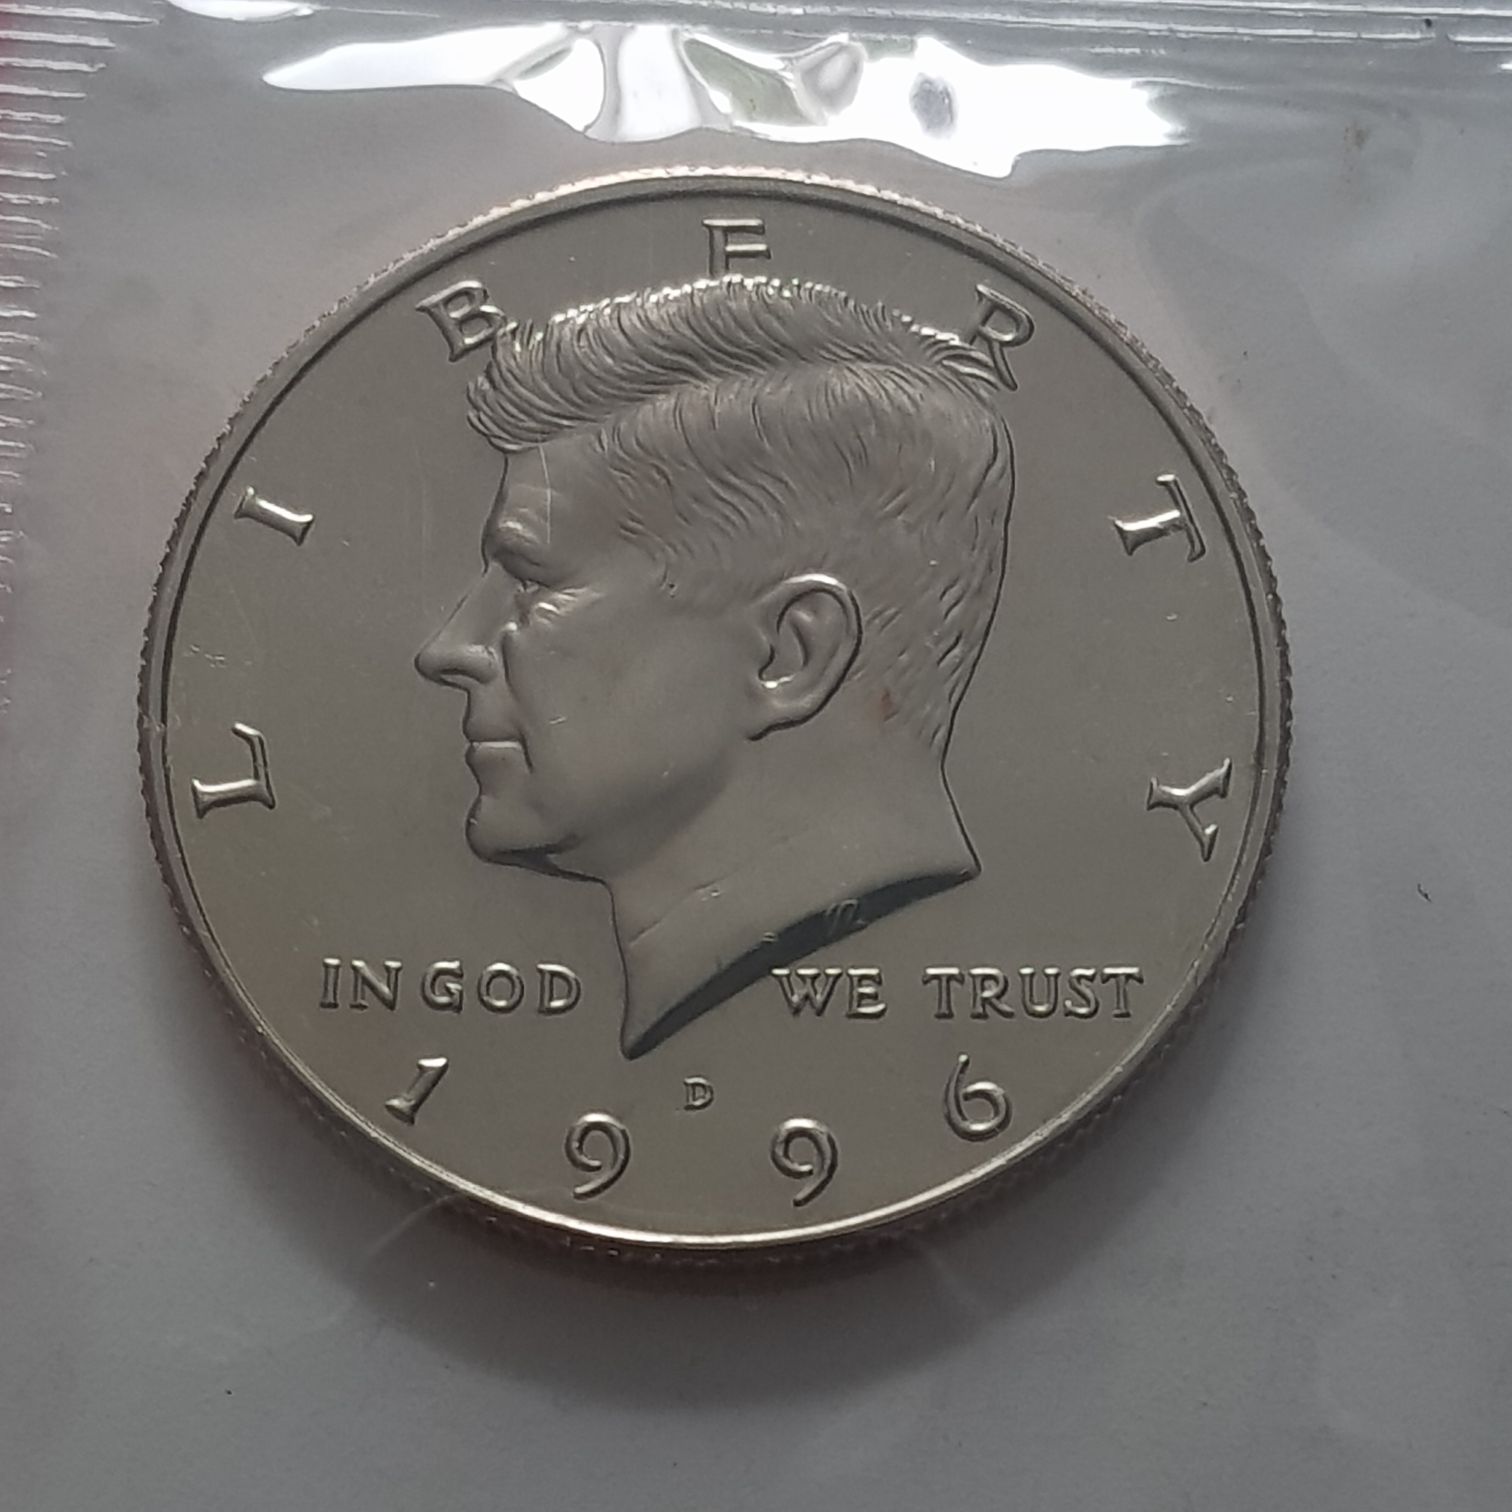 LIBERTY
IN GOD WE TRUST
D
1996